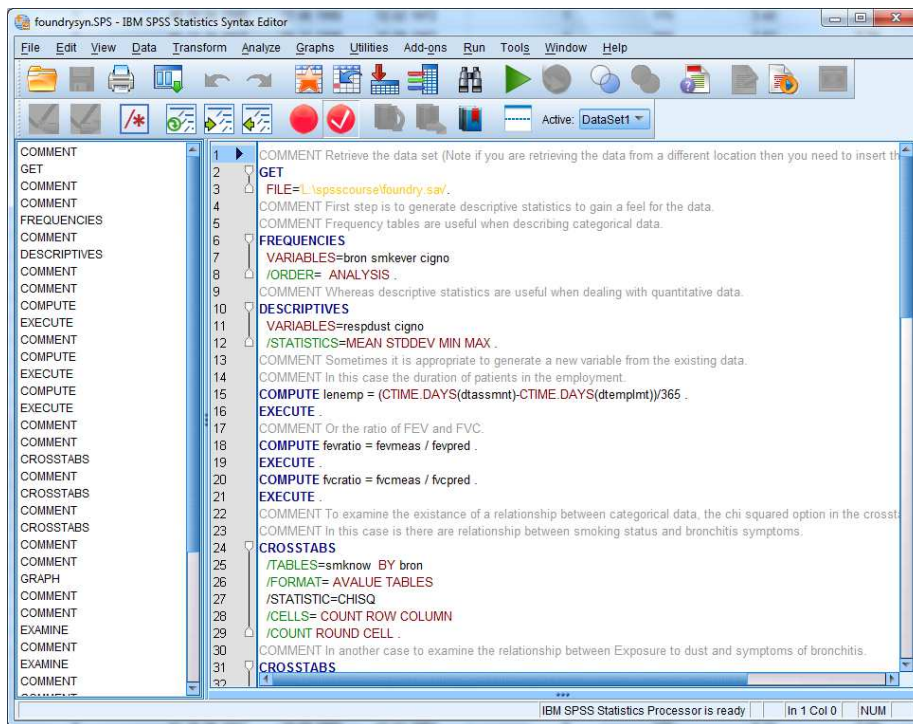 foundrysyn.SPS - IBM SPSS Statistics Syntax Editor
File Edit View Data Transform Analyze Graphs Utilities Add-ons Run Tools Window Help
Active: DataSet1
COMMENT
GET
COMMENT
COMMENT
FREQUENCIES
COMMENT
DESCRIPTIVES
COMMENT
COMMENT
COMPUTE
EXECUTE
COMMENT
COMPUTE
EXECUTE
COMPUTE
EXECUTE
COMMENT
COMMENT
CROSSTABS
COMMENT
CROSSTABS
COMMENT
CROSSTABS
COMMENT
COMMENT
GRAPH
COMMENT
COMMENT
EXAMINE
COMMENT
EXAMINE
COMMENT
COMMENT
1 COMMENT Retrieve the data set (Note if you are retrieving the data from a different location then you need to insert th
2 GET
3 FILE='L:\spsscourse\foundry.sav'.
4 COMMENT First step is to generate descriptive statistics to gain a feel for the data.
5 COMMENT Frequency tables are useful when describing categorical data.
6 FREQUENCIES
7 VARIABLES=bron smkever cigno
8 /ORDER= ANALYSIS .
9 COMMENT Whereas descriptive statistics are useful when dealing with quantitative data.
10 DESCRIPTIVES
11 VARIABLES=respdust cigno
12 /STATISTICS=MEAN STDDEV MIN MAX .
13 COMMENT Sometimes it is appropriate to generate a new variable from the existing data.
14 COMMENT In this case the duration of patients in the employment.
15 COMPUTE lenemp = (CTIME.DAYS(dtassmnt)-CTIME.DAYS(dtemplmt))/365 .
16 EXECUTE .
17 COMMENT Or the ratio of FEV and FVC.
18 COMPUTE fevratio = fevmeas / fevpred .
19 EXECUTE .
20 COMPUTE fvcratio = fvcmeas / fvcpred .
21 EXECUTE .
22 COMMENT To examine the existance of a relationship between categorical data, the chi squared option in the crosst
23 COMMENT In this case is there are relationship between smoking status and bronchitis symptoms.
24 CROSSTABS
25 /TABLES=smknow BY bron
26 /FORMAT= AVALUE TABLES
27 /STATISTIC=CHISQ
28 /CELLS= COUNT ROW COLUMN
29 /COUNT ROUND CELL .
30 COMMENT In another case to examine the relationship between Exposure to dust and symptoms of bronchitis.
31 CROSSTABS
32
IBM SPSS Statistics Processor is ready In 1 Col 0 NUM